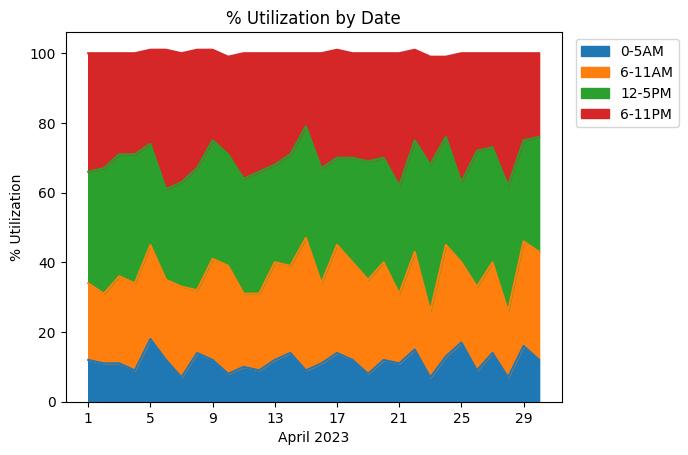 % Utilization by Date
% Utilization
100
80
60
40
20
0
1 5 9 13 17 21 25 29
April 2023
0-5AM
6-11AM
12-5PM
6-11PM